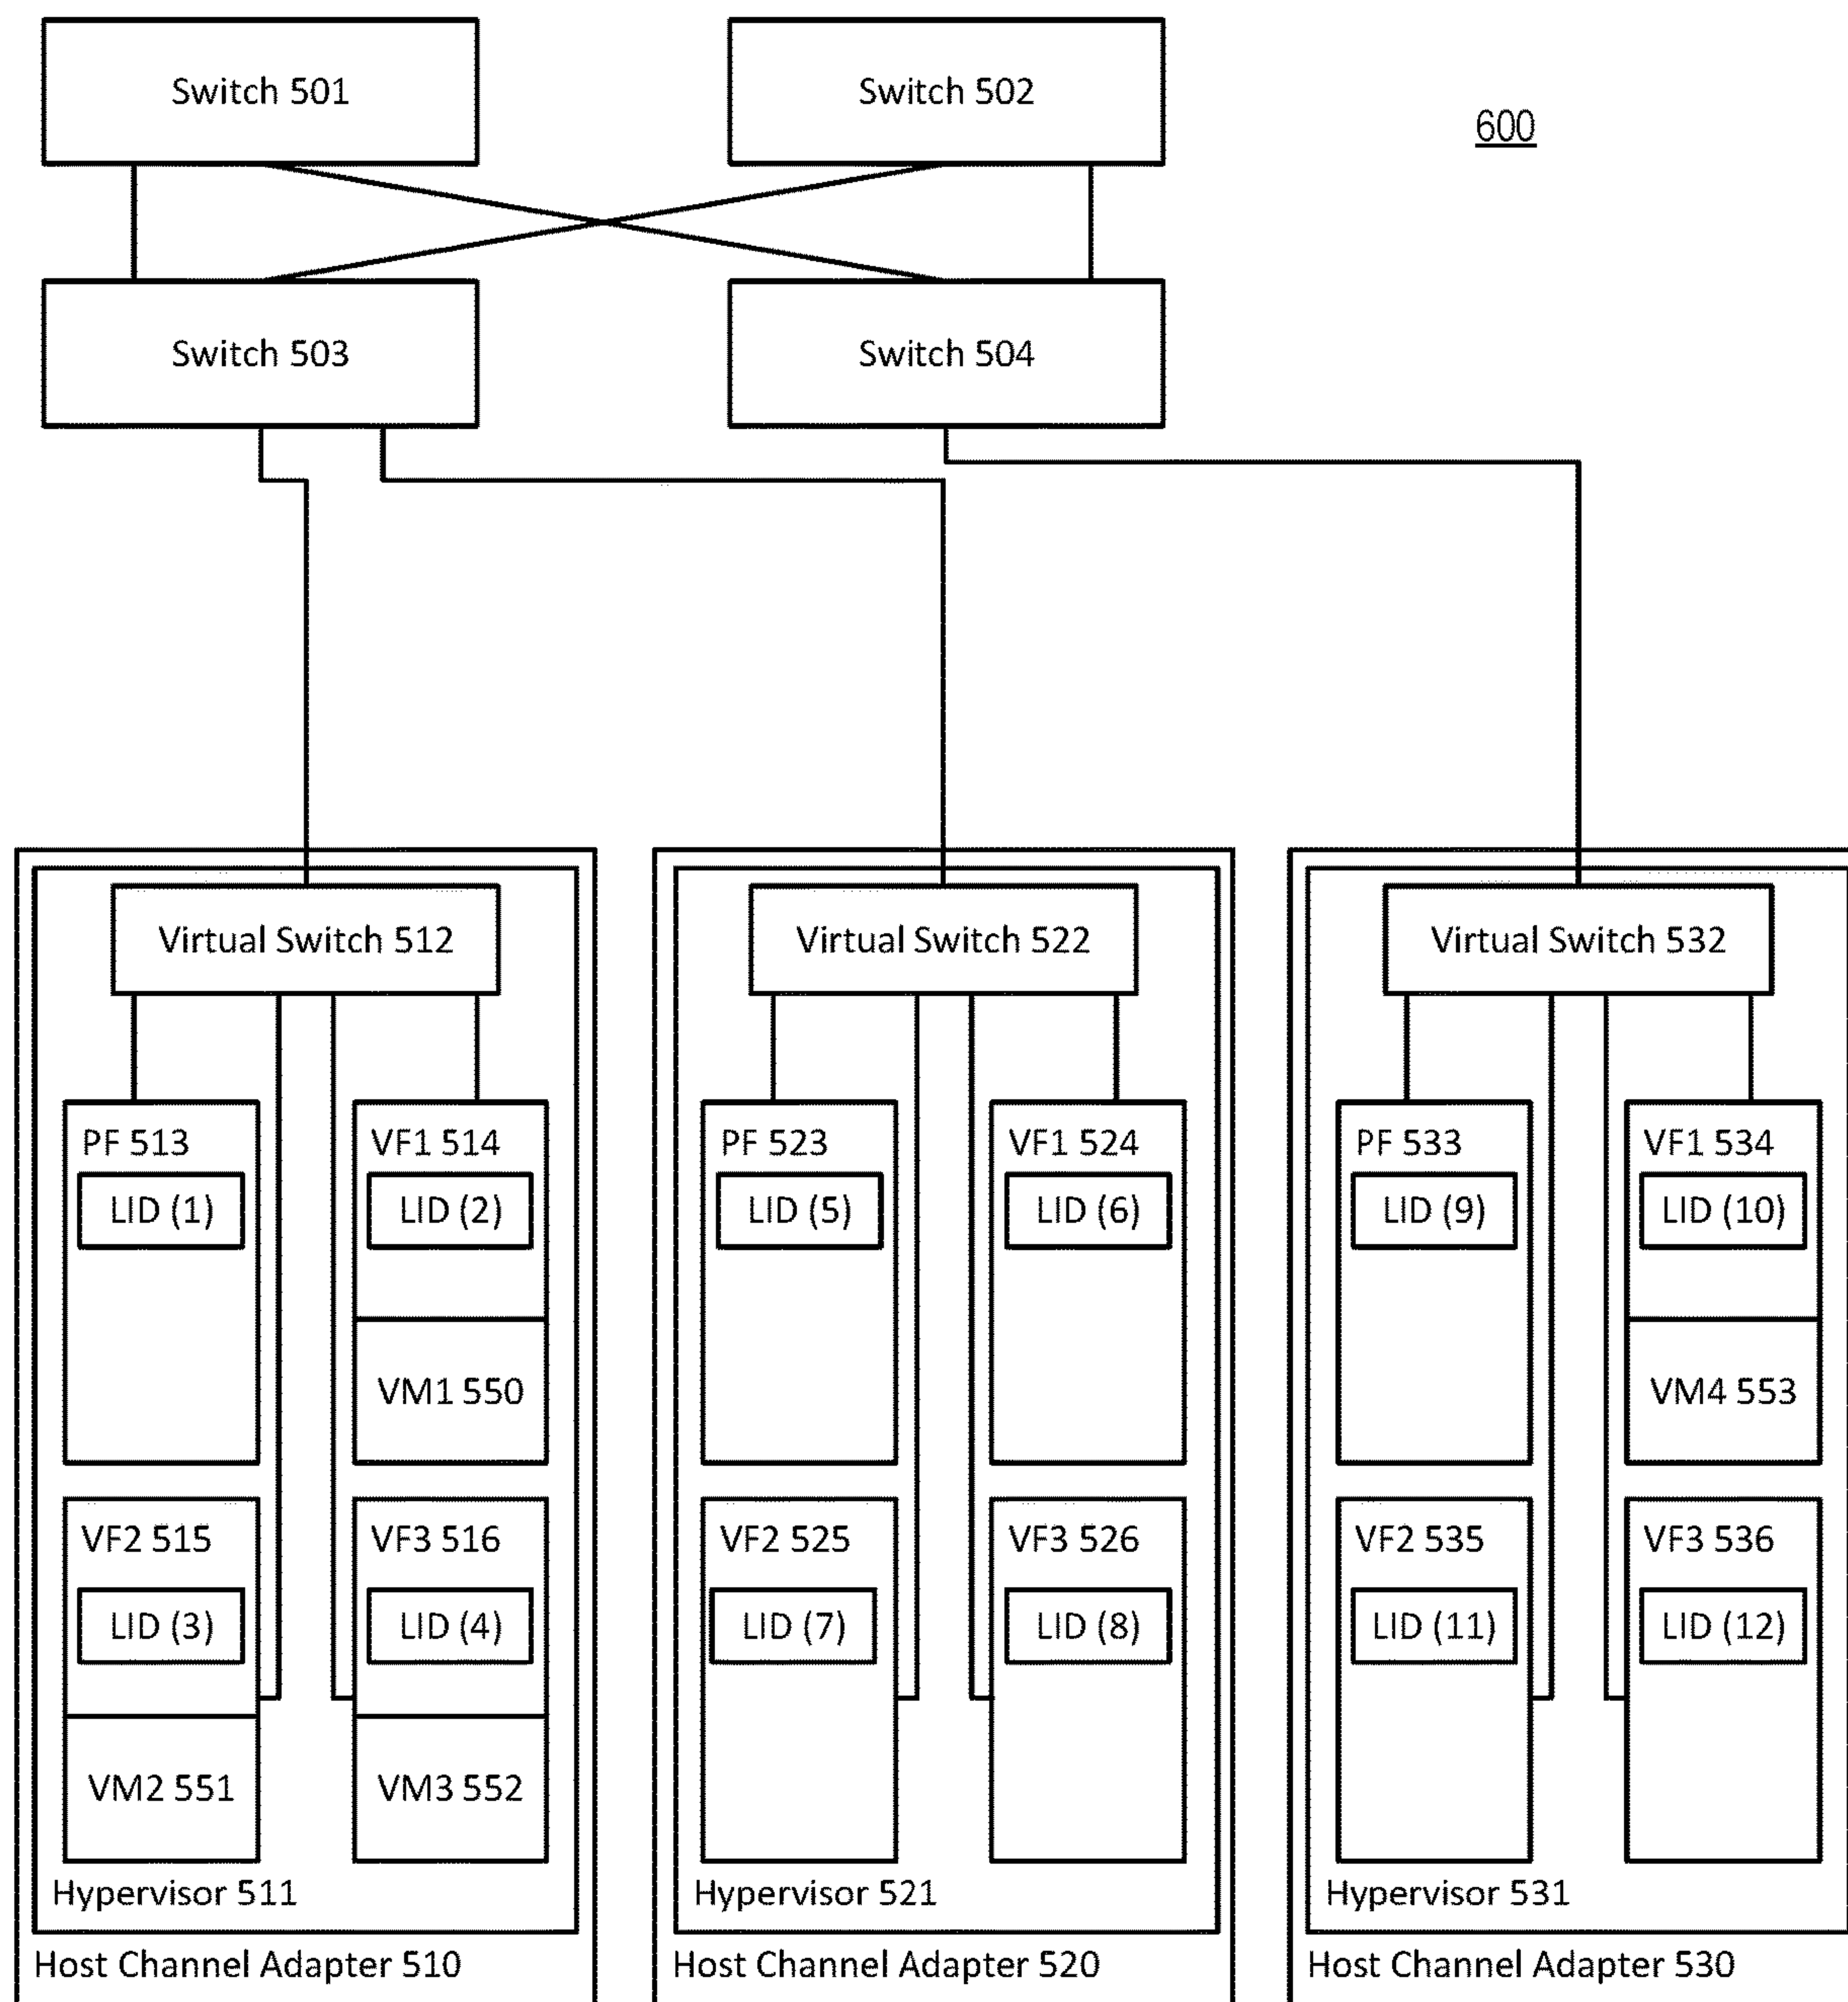 Switch 501
Switch 502
600
Switch 503
Switch 504
Virtual Switch 512
PF 513
LID (1)
VF1 514
LID (2)
VM1 550
VF2 515
LID (3)
VM2 551
VF3 516
LID (4)
VM3 552
Hypervisor 511
Host Channel Adapter 510
Virtual Switch 522
PF 523
LID (5)
VF1 524
LID (6)
VF2 525
LID (7)
VF3 526
LID (8)
Hypervisor 521
Host Channel Adapter 520
Virtual Switch 532
PF 533
LID (9)
VF1 534
LID (10)
VM4 553
VF2 535
LID (11)
VF3 536
LID (12)
Hypervisor 531
Host Channel Adapter 530